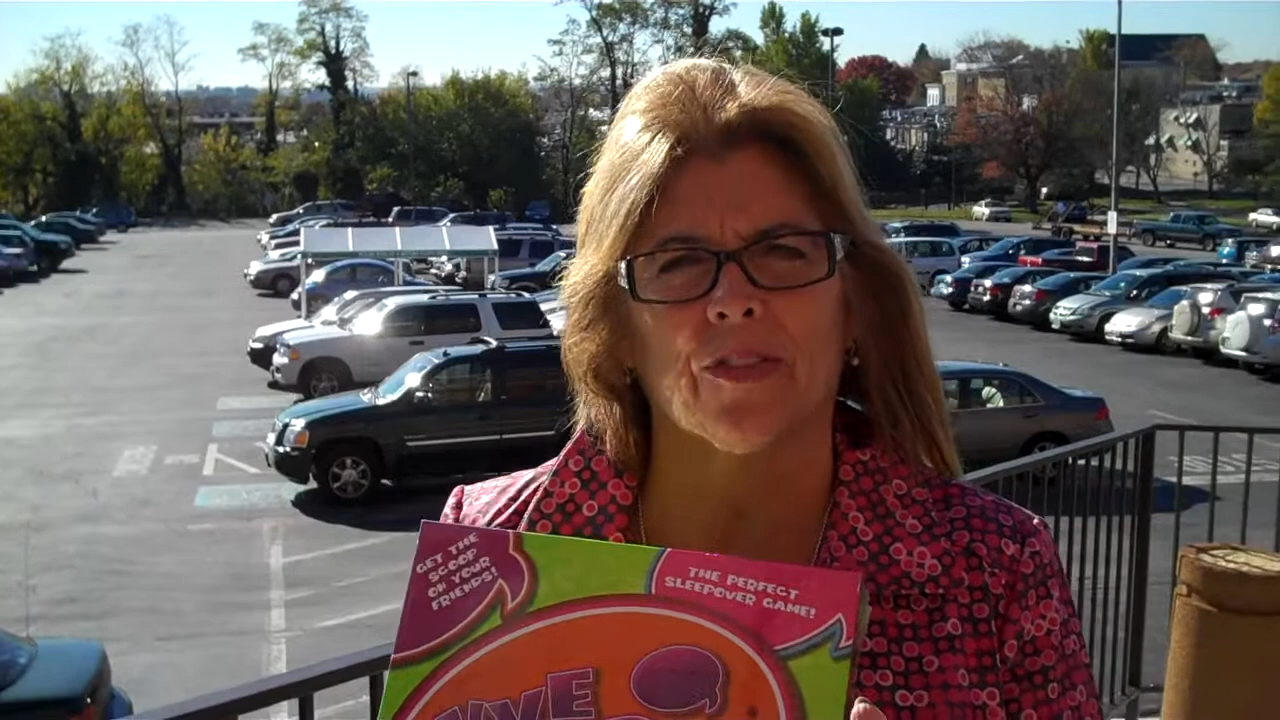 GET THE
SCOOP
ON YOUR
FRIENDS!
THE PERFECT
SLEEPOVER GAME!